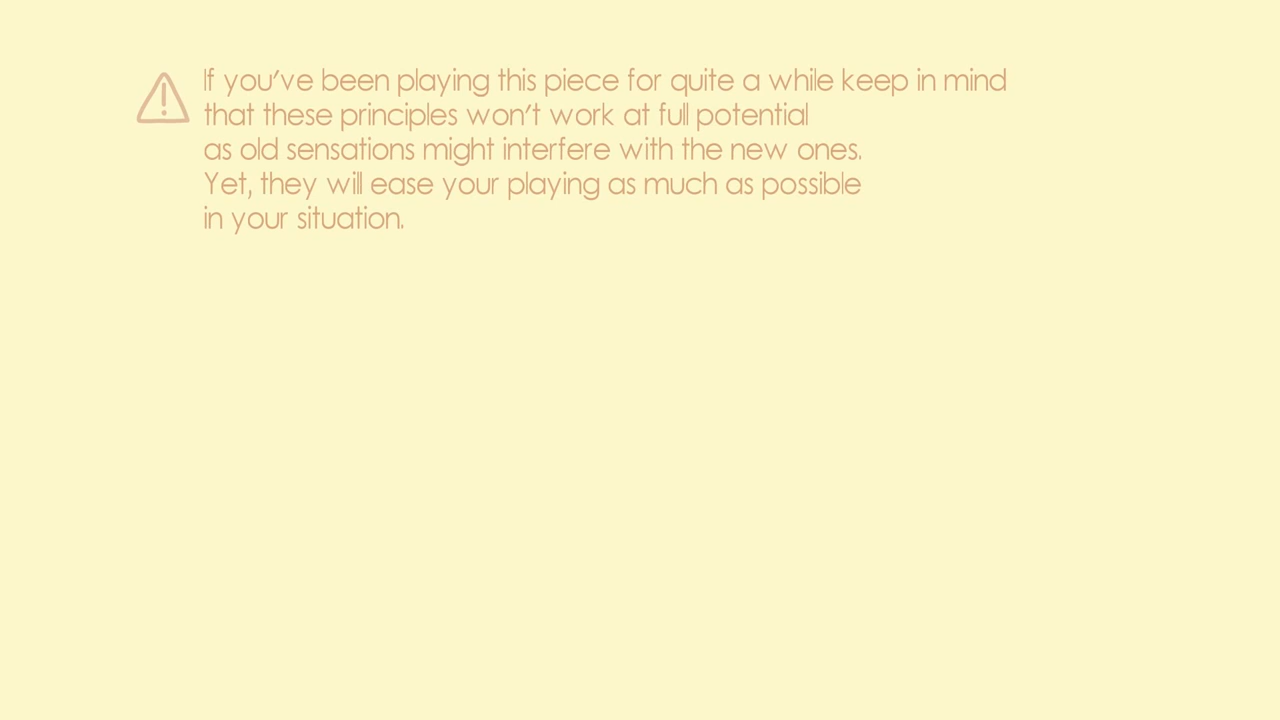 If you've been playing this piece for quite a while keep in mind
that these principles won't work at full potential
as old sensations might interfere with the new ones.
Yet, they will ease your playing as much as possible
in your situation.